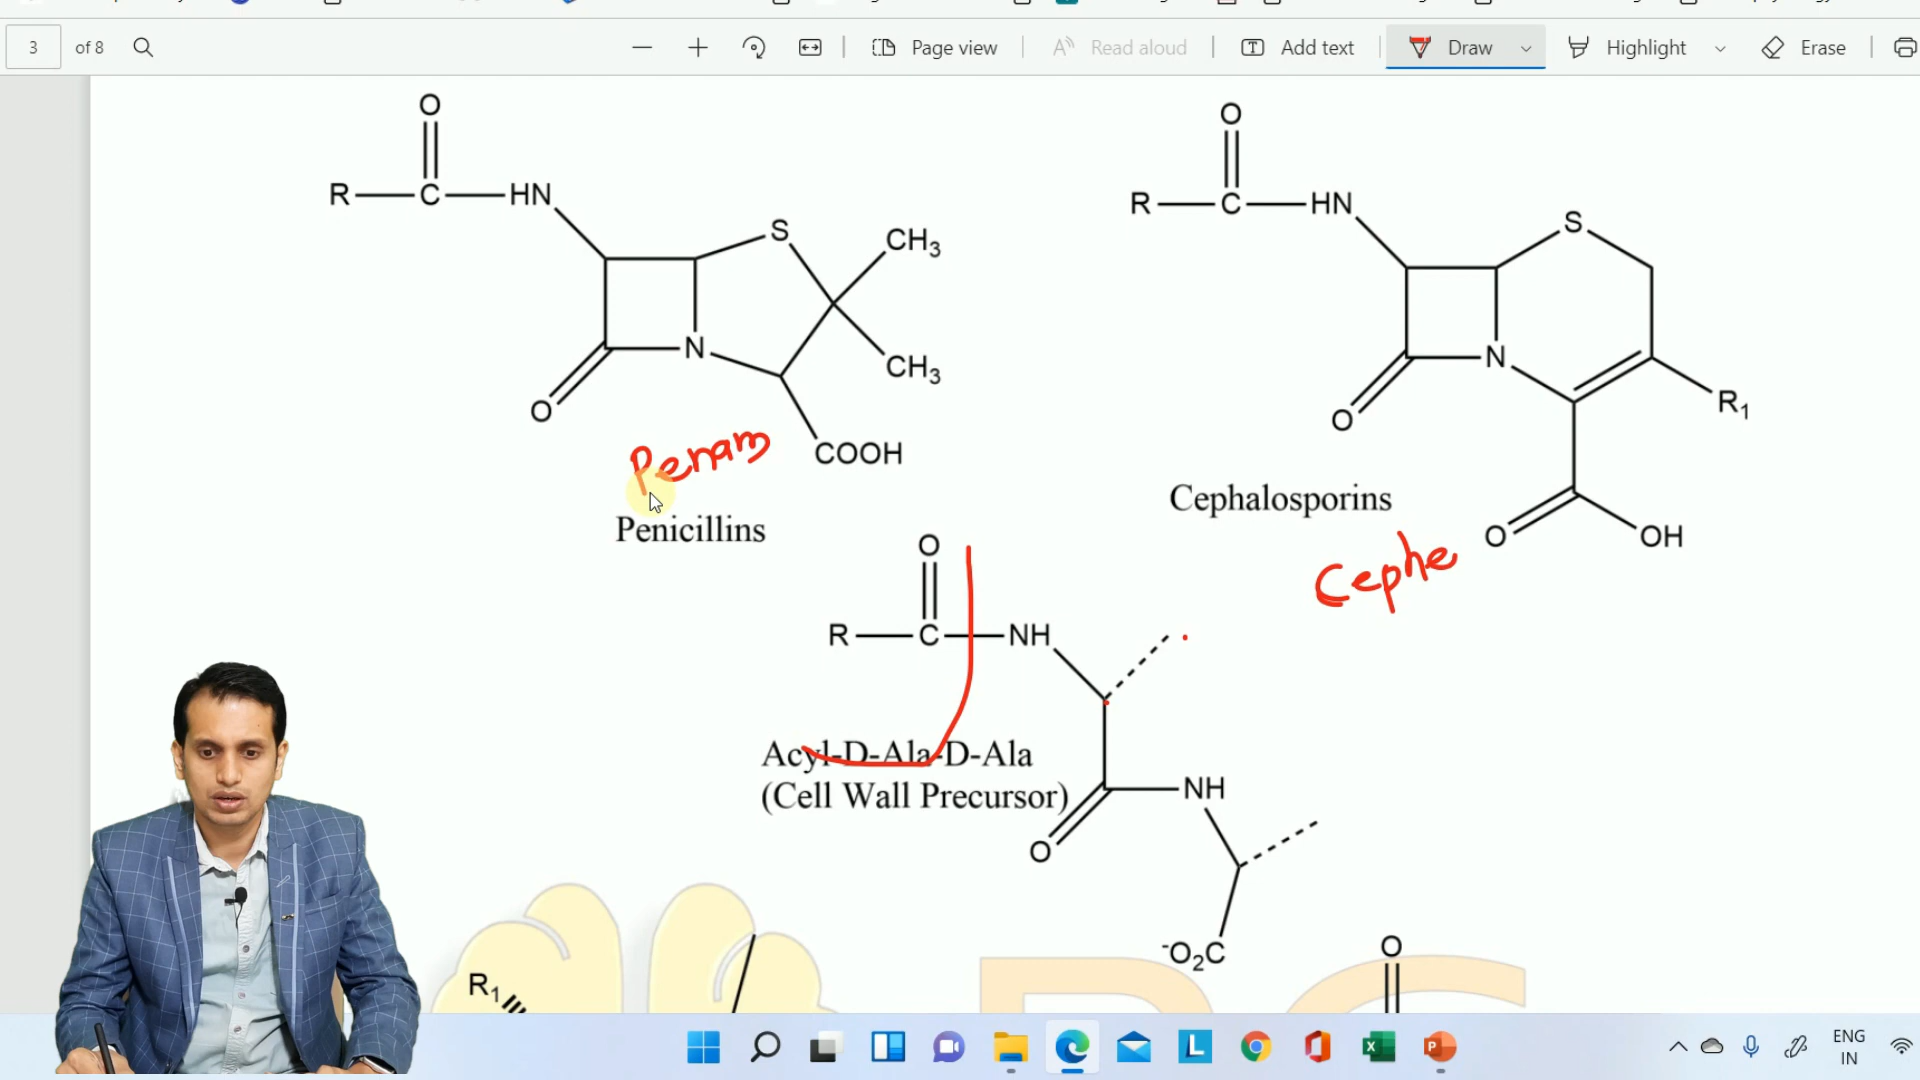 3 of 8 Page view Read aloud Add text Draw Highlight Erase
O
R C HN
S
CH3
CH3
N
O
COOH
Penam
Penicillins
O
R C HN
S
N
R1
O
Cephalosporins
O OH
Cephe
O
R C NH
Acyl-D-Ala-D-Ala
(Cell Wall Precursor)
NH
O
-O2C
O
R1
ENG
IN